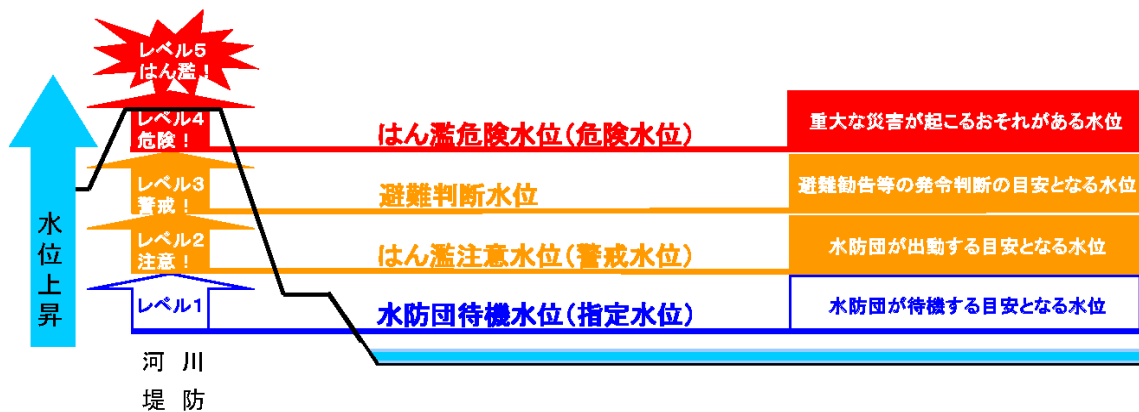 レベル5
はん濫！
レベル4
危険！
はん濫危険水位(危険水位)
重大な災害が起こるおそれがある水位
レベル3
警戒！
避難判断水位
避難勧告等の発令判断の目安となる水位
レベル2
注意！
はん濫注意水位(警戒水位)
水防団が出動する目安となる水位
レベル1
水防団待機水位(指定水位)
水防団が待機する目安となる水位
水位上昇
河川
堤防